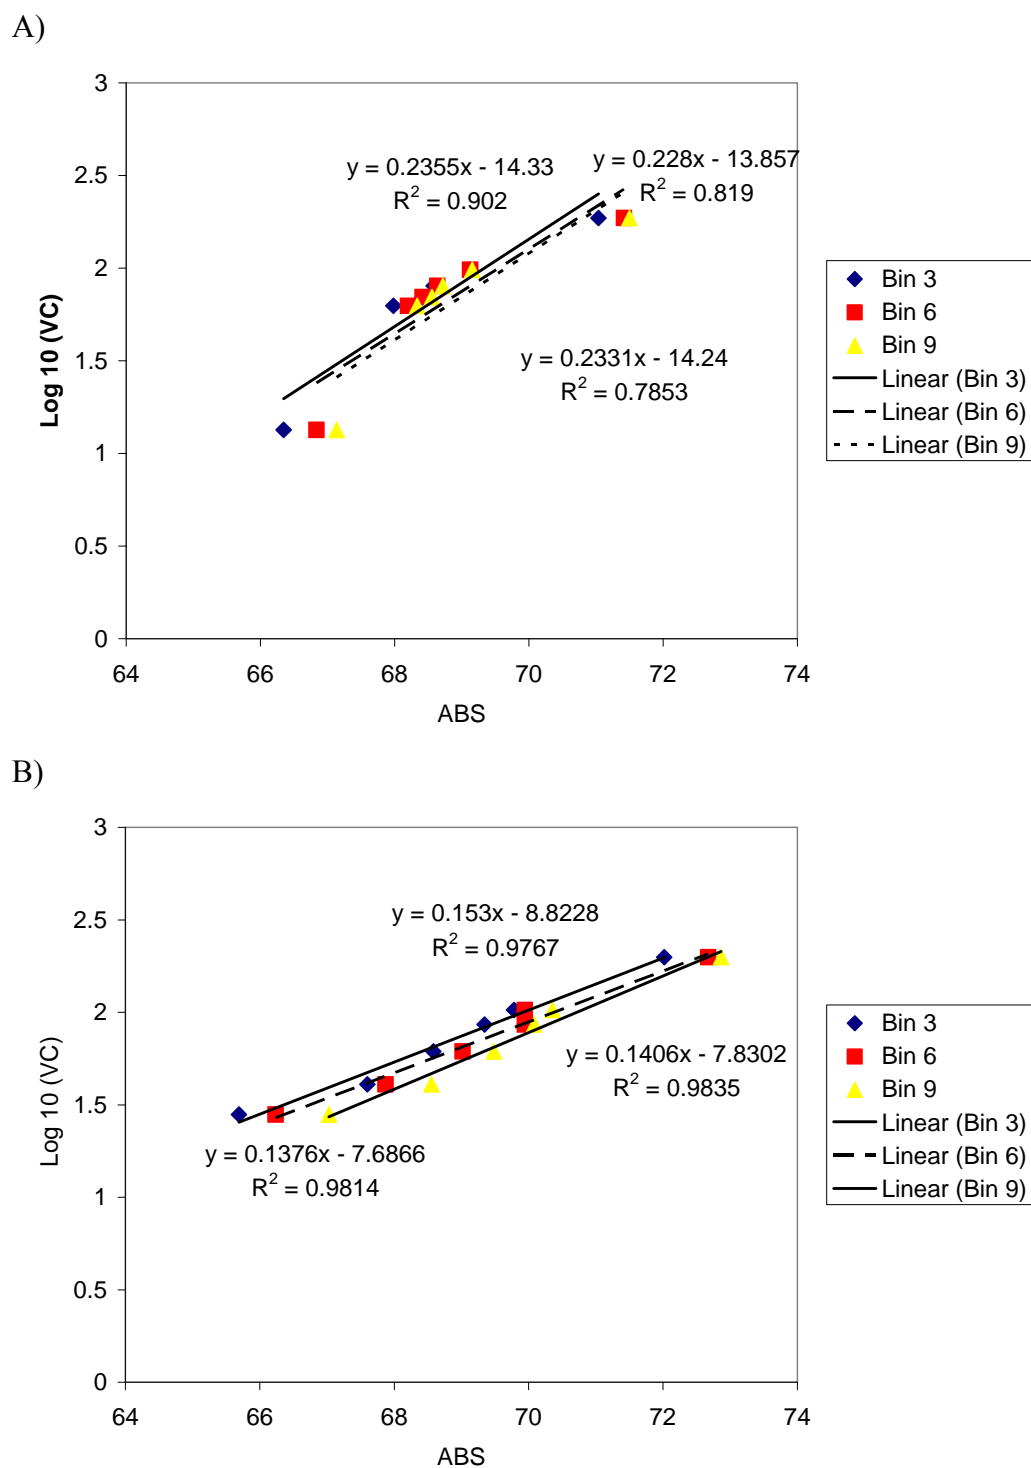 A)
3
2.5
2
1.5
1
0.5
0
Log 10 (VC)
y = 0.2355x - 14.33
R² = 0.902
y = 0.228x - 13.857
R² = 0.819
y = 0.2331x - 14.24
R² = 0.7853
64 66 68 70 72 74
ABS
Bin 3
Bin 6
Bin 9
Linear (Bin 3)
Linear (Bin 6)
Linear (Bin 9)
B)
3
2.5
2
1.5
1
0.5
0
Log 10 (VC)
y = 0.153x - 8.8228
R² = 0.9767
y = 0.1406x - 7.8302
R² = 0.9835
y = 0.1376x - 7.6866
R² = 0.9814
64 66 68 70 72 74
ABS
Bin 3
Bin 6
Bin 9
Linear (Bin 3)
Linear (Bin 6)
Linear (Bin 9)